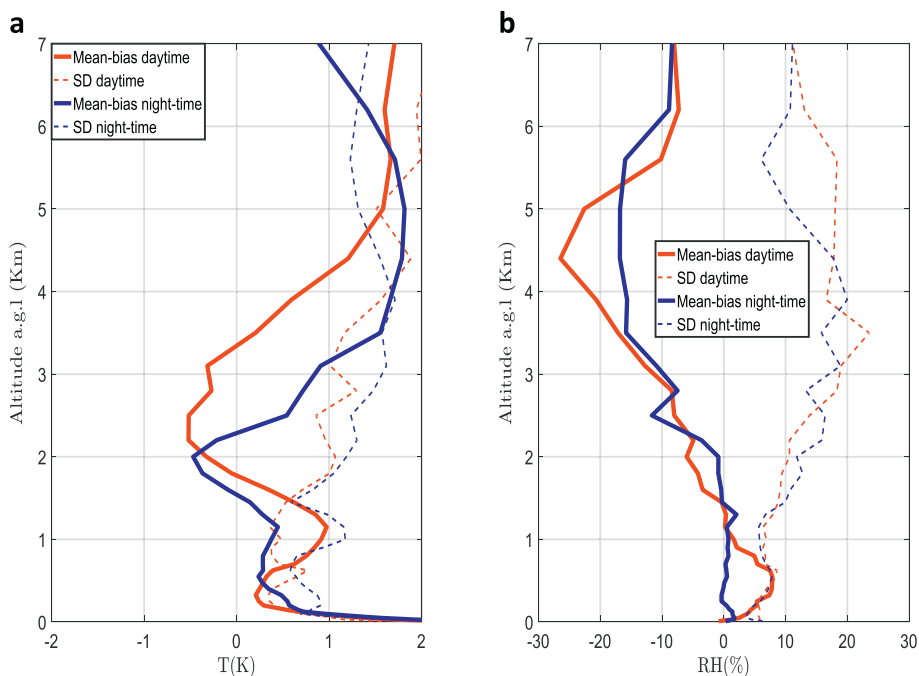 a
b
7
6
5
4
3
2
1
0
-2
-1
0
1
2
Altitude a.g.l (Km)
T(K)
Mean-bias daytime
SD daytime
Mean-bias night-time
SD night-time
7
6
5
4
3
2
1
0
-30
-20
-10
0
10
20
30
Altitude a.g.l (Km)
RH(%)
Mean-bias daytime
SD daytime
Mean-bias night-time
SD night-time